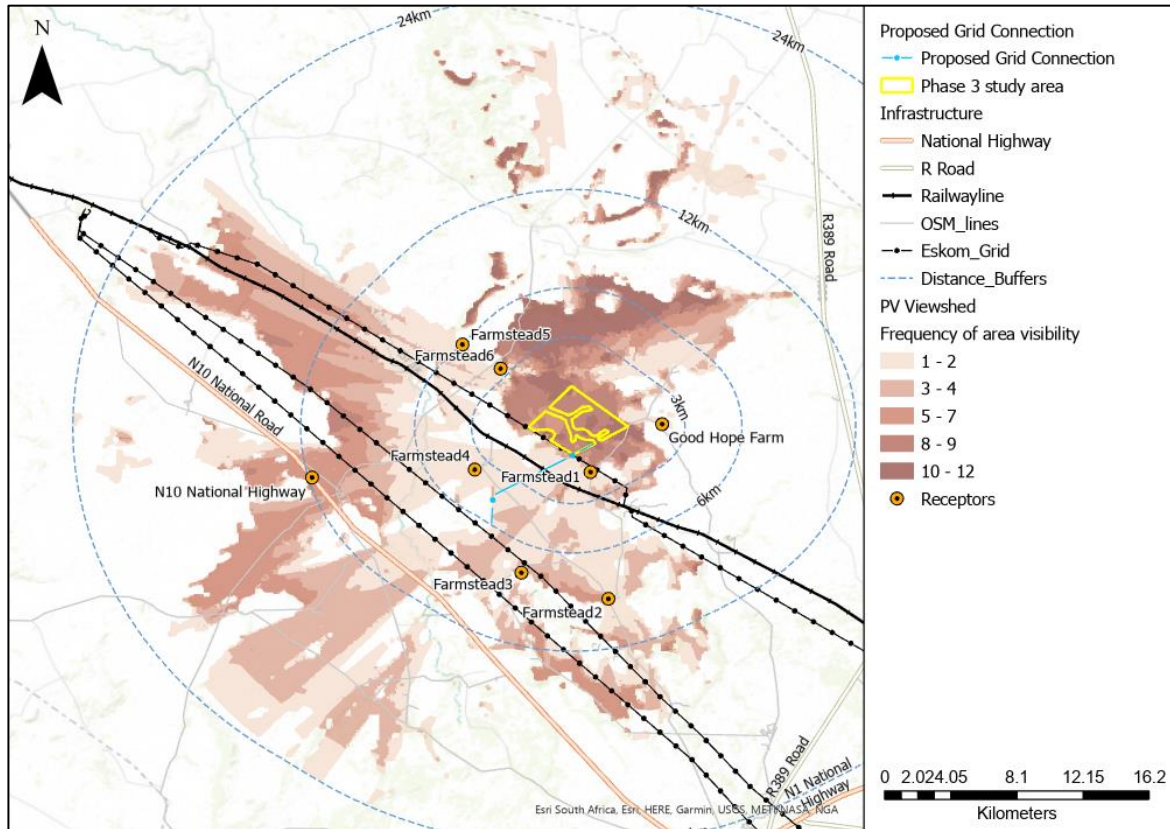 N
24km
24km
12km
R389 Road
Farmstead5
Farmstead6
N10 National Road
3km
Good Hope Farm
Farmstead4
Farmstead1
N10 National Highway
6km
Farmstead3
Farmstead2
R389 Road
N1 National
Highway
Esri South Africa, Esri, HERE, Garmin, USGS, METI/NASA, NGA
Proposed Grid Connection
Proposed Grid Connection
Phase 3 study area
Infrastructure
National Highway
R Road
Railwayline
OSM_lines
Eskom_Grid
Distance_Buffers
PV Viewshed
Frequency of area visibility
1 - 2
3 - 4
5 - 7
8 - 9
10 - 12
Receptors
0 2.024.05 8.1 12.15 16.2
Kilometers